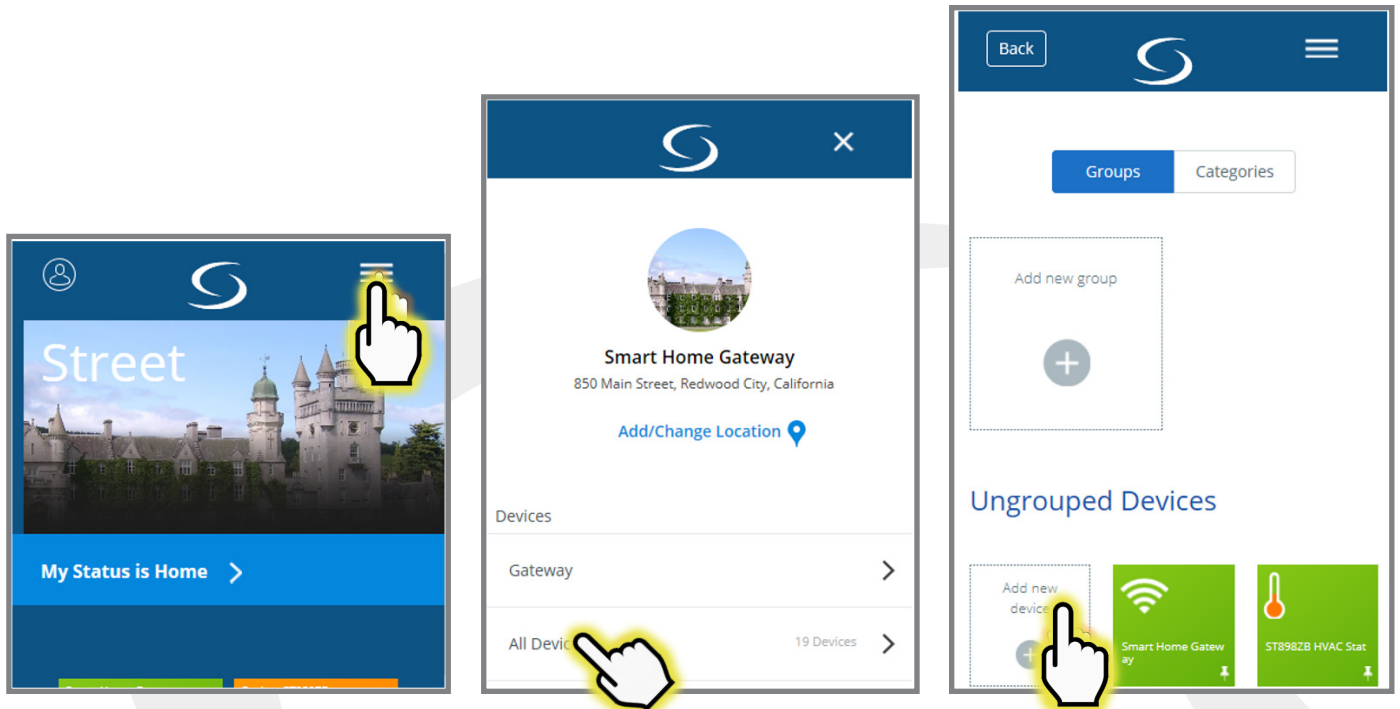 Street
My Status is Home
Smart Home Gateway
850 Main Street, Redwood City, California
Add/Change Location
Devices
Gateway
All Devic
19 Devices
Back
Groups
Categories
Add new group
Ungrouped Devices
Add new
device
Smart Home Gatew
ay
ST898ZB HVAC Stat